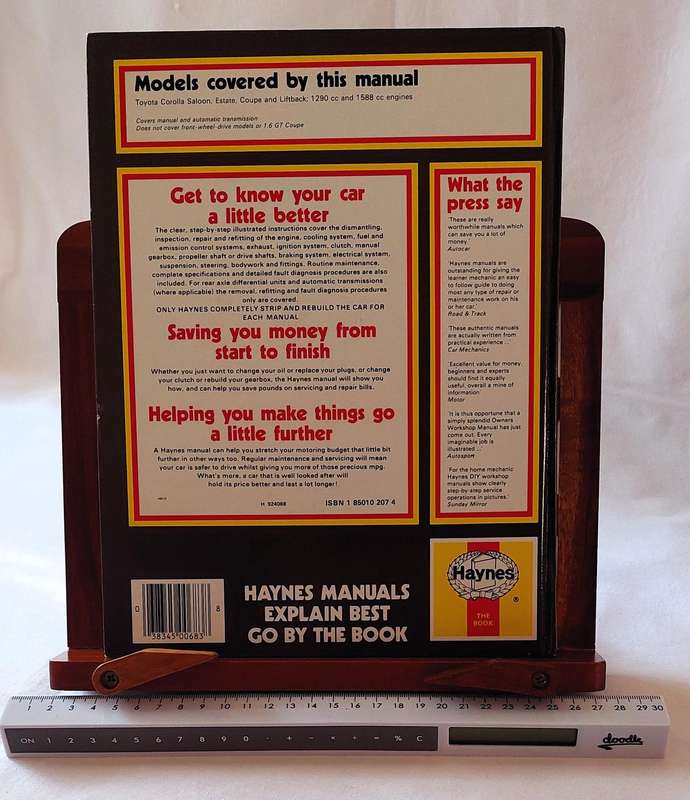 Models covered by this manual
Toyota Corolla Saloon, Estate, Coupe and Liftback; 1290 cc and 1588 cc engines
Covers manual and automatic transmission
Does not cover front-wheel-drive models or 1.6 GT Coupe
Get to know your car
a little better
The clear, step-by-step illustrated instructions cover the dismantling,
inspection, repair and refitting of the engine, cooling system, fuel and
emission control systems, exhaust, ignition system, clutch, manual
gearbox, propeller shaft or drive shafts, braking system, electrical system,
suspension, steering, bodywork and fittings. Routine maintenance,
complete specifications and detailed fault diagnosis procedures are also
included. For rear axle differential units and automatic transmissions
(where applicable) the removal, refitting and fault diagnosis procedures
only are covered.
ONLY HAYNES COMPLETELY STRIP AND REBUILD THE CAR FOR
EACH MANUAL
Saving you money from
start to finish
Whether you just want to change your oil or replace your plugs, or change
your clutch or rebuild your gearbox, the Haynes manual will show you
how, and can help you save pounds on servicing and repair bills.
Helping you make things go
a little further
A Haynes manual can help you stretch your motoring budget that little bit
further in other ways too. Regular maintenance and servicing will mean
your car is safer to drive whilst giving you more of those precious mpg.
What's more, a car that is well looked after will
hold its price better and last a lot longer!
H 924088
ISBN 1 85010 207 4
What the
press say
'These are really
worthwhile manuals which
can save you a lot of
money.'
Autocar
'Haynes manuals are
outstanding for giving the
learner mechanic an easy
to follow guide to doing
most any type of repair or
maintenance work on his
or her car.'
Road & Track
'These authentic manuals
are actually written from
practical experience ...'
Car Mechanics
'Excellent value for money,
beginners and experts
should find it equally
useful, overall a mine of
information'
Motor
'It is thus opportune that a
simply splendid Owners
Workshop Manual has just
come out. Every
imaginable job is
illustrated ...'
Autosport
'For the home mechanic
Haynes DIY workshop
manuals show clearly
step-by-step service
operations in pictures.'
Sunday Mirror
0 38345 00683 8
HAYNES MANUALS
EXPLAIN BEST
GO BY THE BOOK
Haynes
®
THE
BOOK
1 2 3 4 5 6 7 8 9 10 11 12 13 14 15 16 17 18 19 20 21 22 23 24 25 26 27 28 29 30
ON 1 2 3 4 5 6 7 8 9 0 · + − × ÷ = % C
doodle